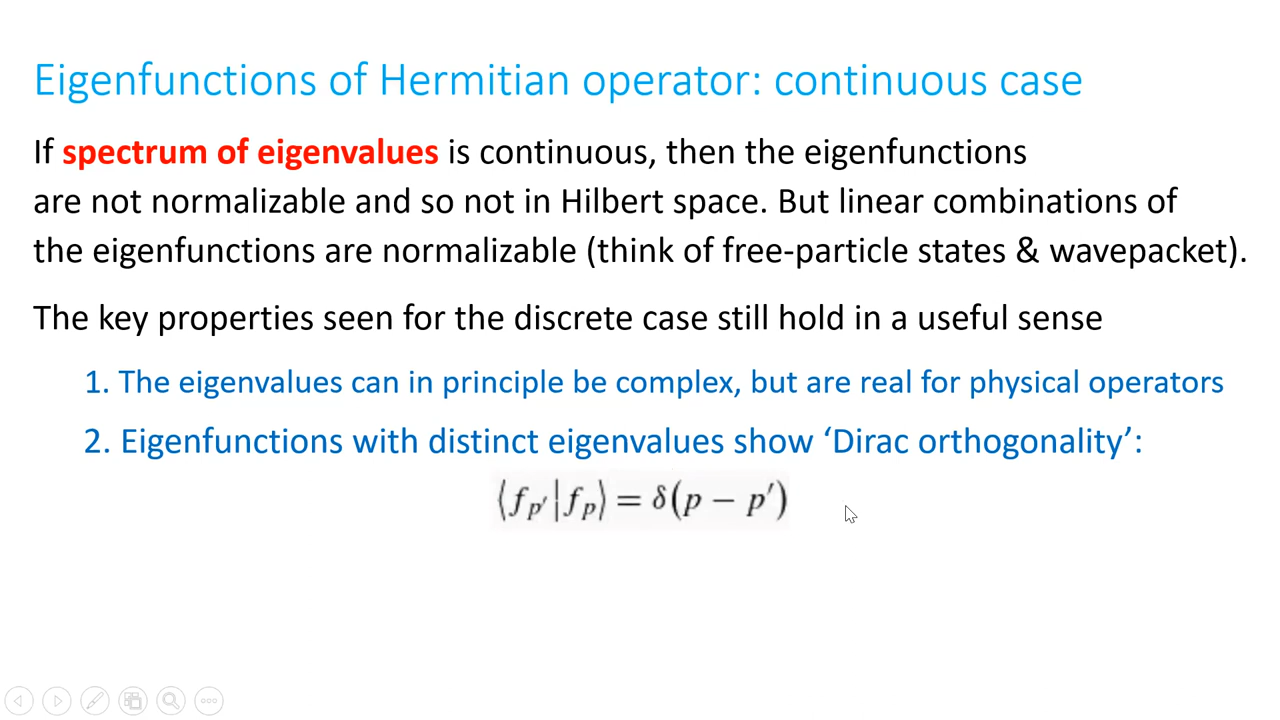 Eigenfunctions of Hermitian operator: continuous case
If spectrum of eigenvalues is continuous, then the eigenfunctions
are not normalizable and so not in Hilbert space. But linear combinations of
the eigenfunctions are normalizable (think of free-particle states & wavepacket).
The key properties seen for the discrete case still hold in a useful sense
1. The eigenvalues can in principle be complex, but are real for physical operators
2. Eigenfunctions with distinct eigenvalues show ‘Dirac orthogonality’:
⟨f_{p′}|f_p⟩ = δ(p − p′)